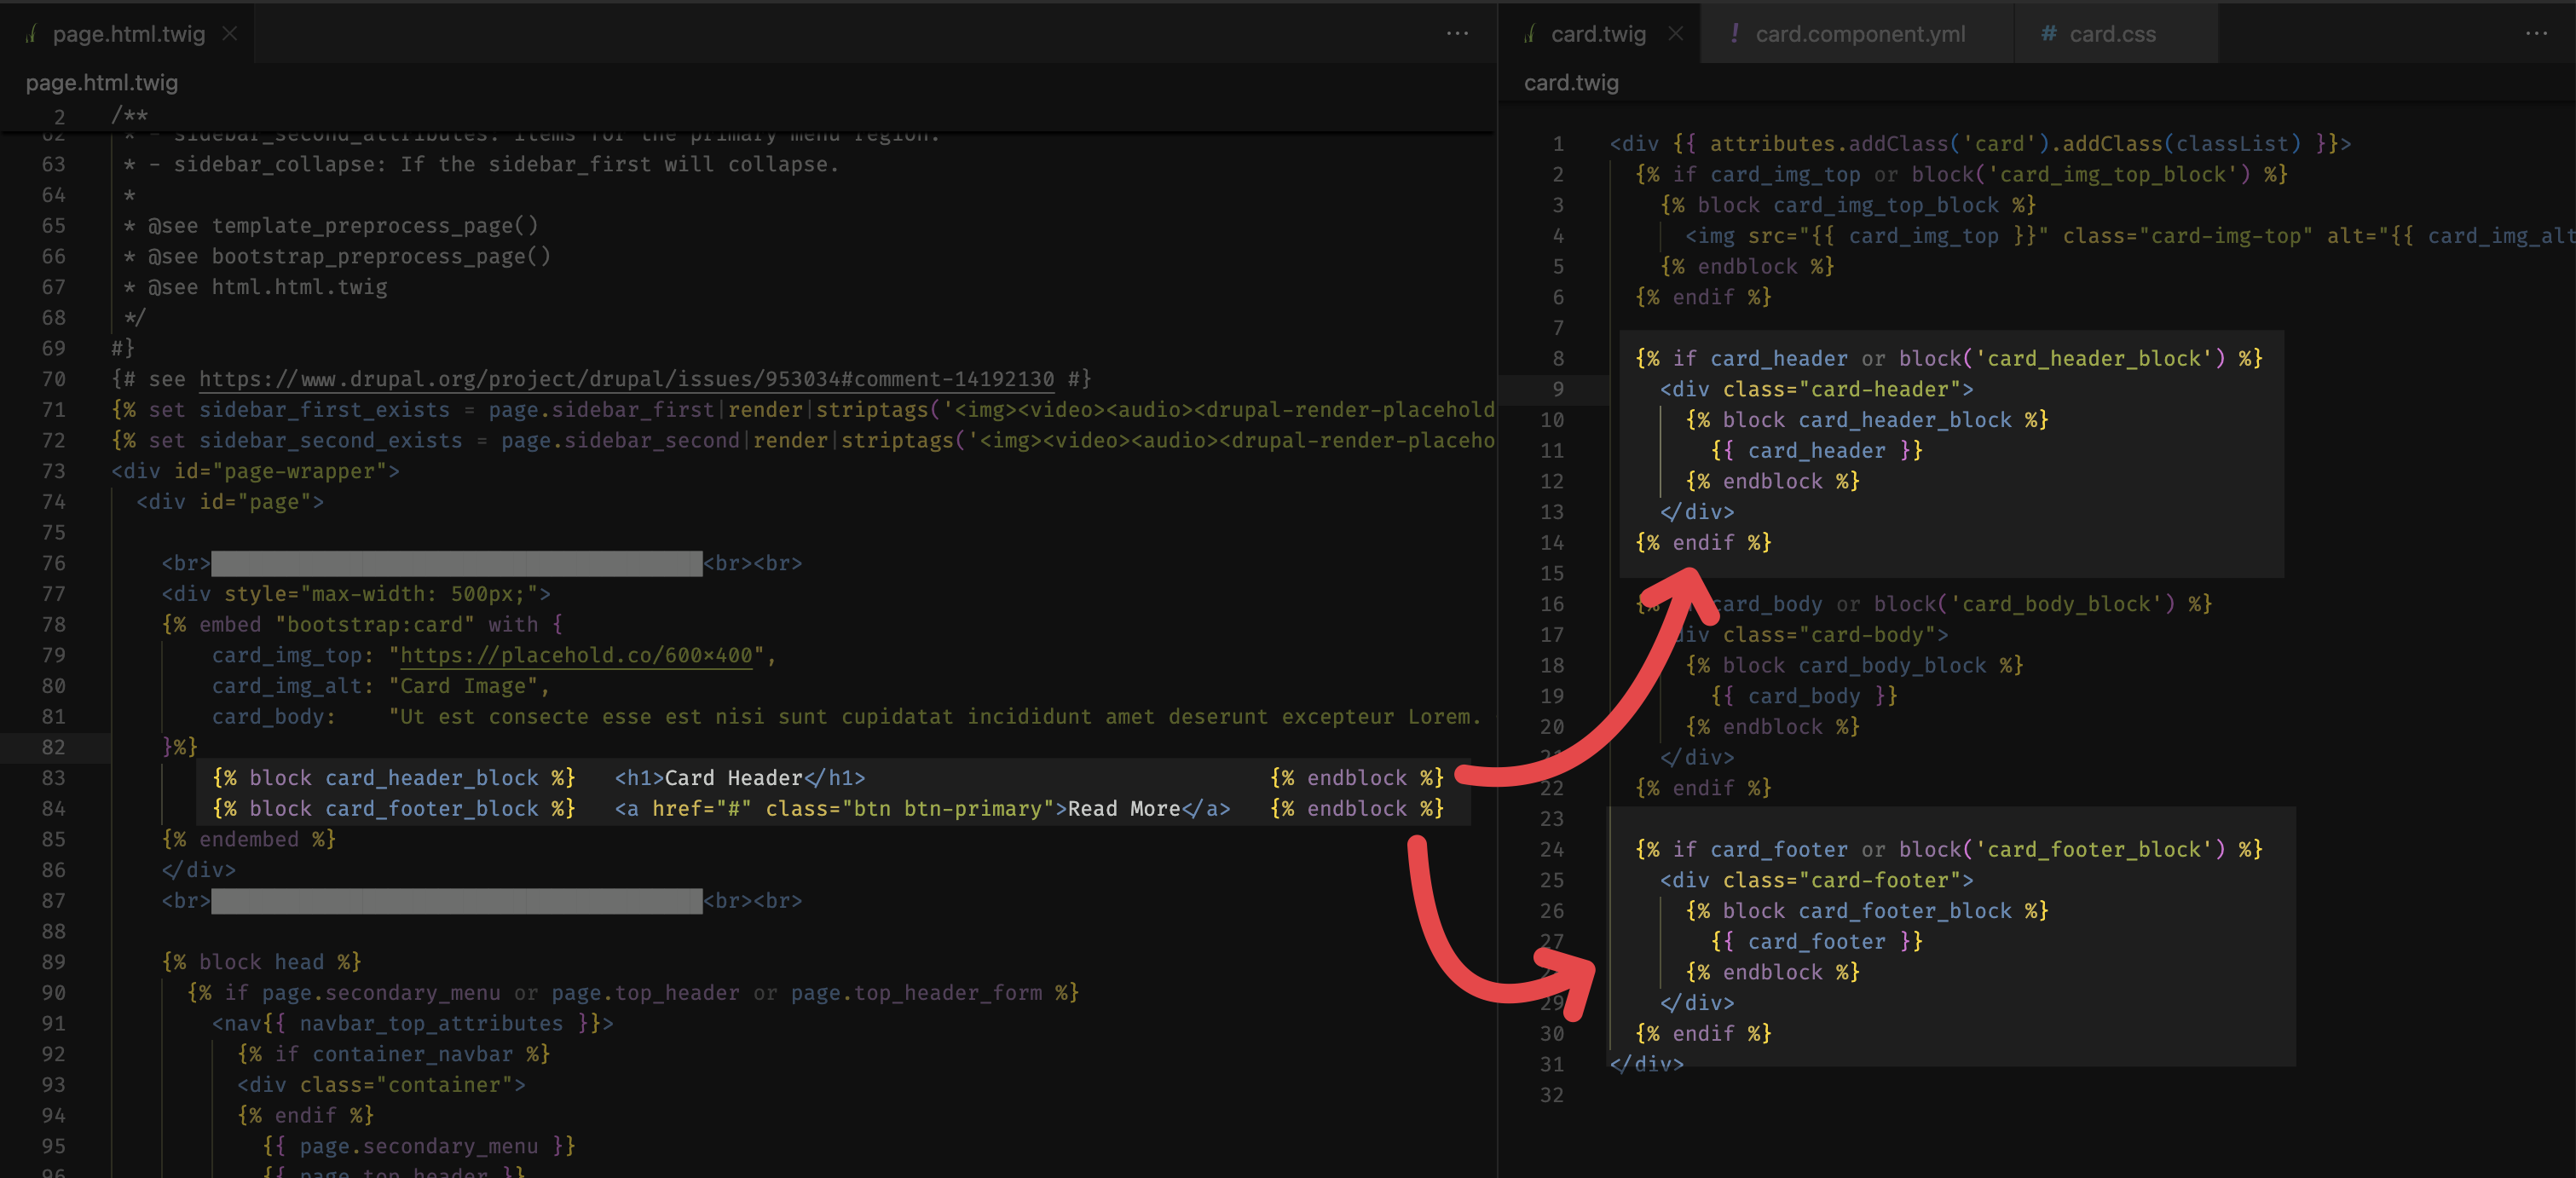 page.html.twig
page.html.twig
2 /**
62 * - sidebar_second_attributes: Items for the primary menu region.
63 * - sidebar_collapse: If the sidebar_first will collapse.
64 *
65 * @see template_preprocess_page()
66 * @see bootstrap_preprocess_page()
67 * @see html.html.twig
68 */
69 #}
70 {# see https://www.drupal.org/project/drupal/issues/953034#comment-14192130 #}
71 {% set sidebar_first_exists = page.sidebar_first|render|striptags('<img><video><audio><drupal-render-placehold
72 {% set sidebar_second_exists = page.sidebar_second|render|striptags('<img><video><audio><drupal-render-placeho
73 <div id="page-wrapper">
74 <div id="page">
75
76 <br> <br><br>
77 <div style="max-width: 500px;">
78 {% embed "bootstrap:card" with {
79 card_img_top: "https://placehold.co/600×400",
80 card_img_alt: "Card Image",
81 card_body: "Ut est consecte esse est nisi sunt cupidatat incididunt amet deserunt excepteur Lorem.
82 }%}
83 {% block card_header_block %} <h1>Card Header</h1> {% endblock %}
84 {% block card_footer_block %} <a href="#" class="btn btn-primary">Read More</a> {% endblock %}
85 {% endembed %}
86 </div>
87 <br> <br><br>
88
89 {% block head %}
90 {% if page.secondary_menu or page.top_header or page.top_header_form %}
91 <nav{{ navbar_top_attributes }}>
92 {% if container_navbar %}
93 <div class="container">
94 {% endif %}
95 {{ page.secondary_menu }}
96 {{ page.top_header }}
card.twig
card.component.yml
card.css
card.twig
1 <div {{ attributes.addClass('card').addClass(classList) }}>
2 {% if card_img_top or block('card_img_top_block') %}
3 {% block card_img_top_block %}
4 <img src="{{ card_img_top }}" class="card-img-top" alt="{{ card_img_alt
5 {% endblock %}
6 {% endif %}
7
8 {% if card_header or block('card_header_block') %}
9 <div class="card-header">
10 {% block card_header_block %}
11 {{ card_header }}
12 {% endblock %}
13 </div>
14 {% endif %}
15
16 {% card_body or block('card_body_block') %}
17 div class="card-body">
18 {% block card_body_block %}
19 {{ card_body }}
20 {% endblock %}
21 </div>
22 {% endif %}
23
24 {% if card_footer or block('card_footer_block') %}
25 <div class="card-footer">
26 {% block card_footer_block %}
27 {{ card_footer }}
{% endblock %}
29 </div>
30 {% endif %}
31 </div>
32